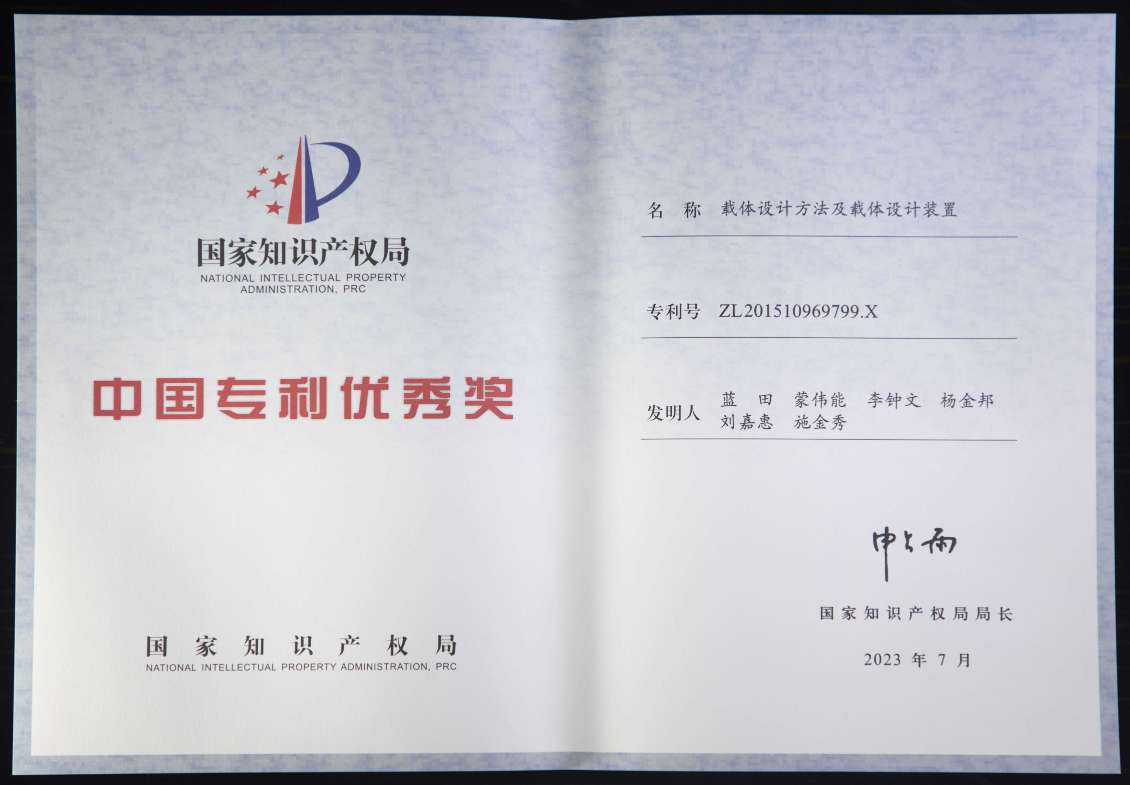 国家知识产权局
NATIONAL INTELLECTUAL PROPERTY
ADMINISTRATION, PRC
中国专利优秀奖
国家知识产权局
NATIONAL INTELLECTUAL PROPERTY ADMINISTRATION, PRC
名 称 载体设计方法及载体设计装置
专利号 ZL201510969799.X
发明人 蓝 田 蒙伟能 李钟文 杨金邦
刘嘉惠 施金秀
申长雨
国家知识产权局局长
2023 年 7 月